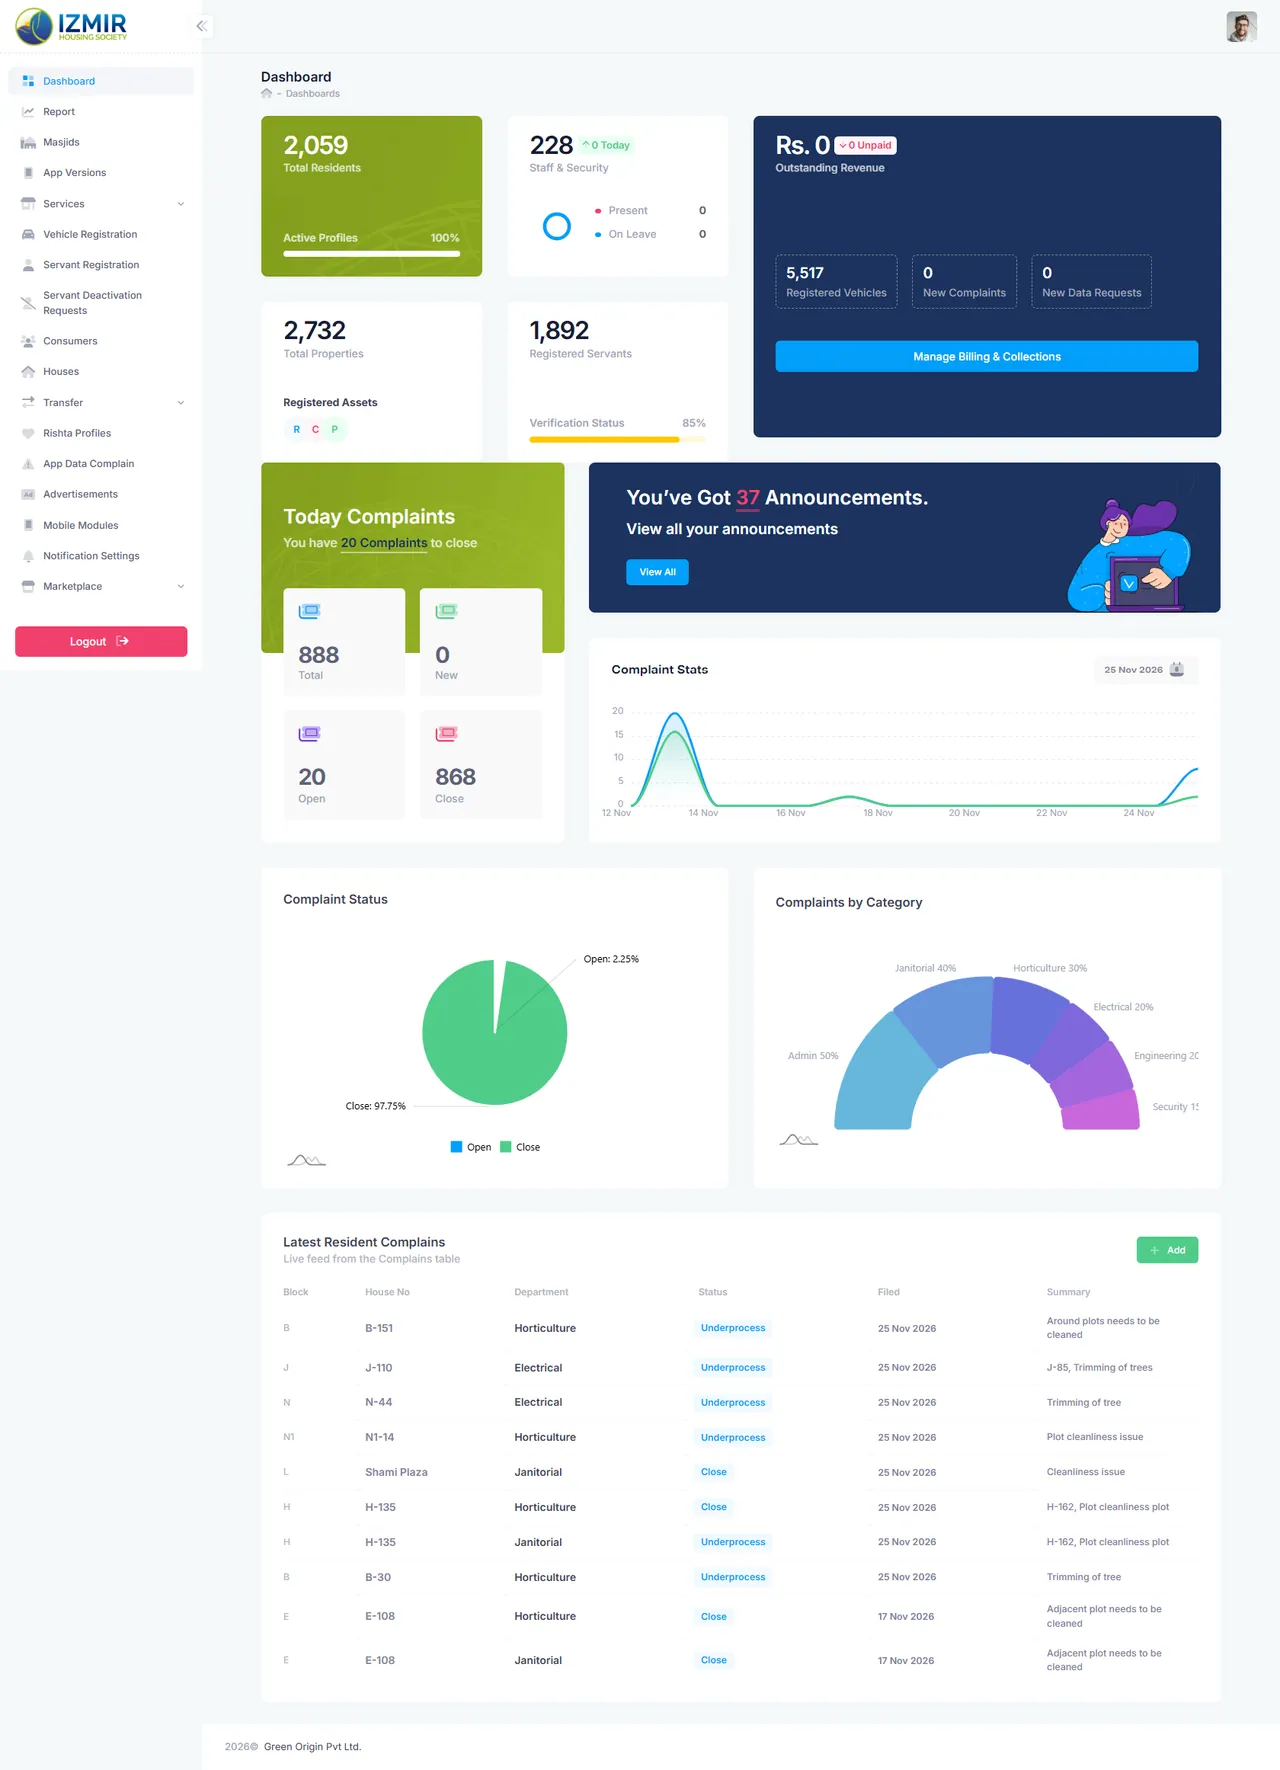 IZMIR
HOUSING SOCIETY
Dashboard
Report
Masjids
App Versions
Services
Vehicle Registration
Servant Registration
Servant Deactivation
Requests
Consumers
Houses
Transfer
Rishta Profiles
App Data Complain
Advertisements
Mobile Modules
Notification Settings
Marketplace
Logout
Dashboard
- Dashboards
2,059
Total Residents
Active Profiles 100%
228 0 Today
Staff & Security
Present 0
On Leave 0
Rs. 0 0 Unpaid
Outstanding Revenue
5,517
Registered Vehicles
0
New Complaints
0
New Data Requests
Manage Billing & Collections
2,732
Total Properties
Registered Assets
R C P
1,892
Registered Servants
Verification Status 85%
Today Complaints
You have 20 Complaints to close
888
Total
0
New
20
Open
868
Close
You've Got 37 Announcements.
View all your announcements
View All
Complaint Stats 25 Nov 2026
20
15
10
5
0
12 Nov 14 Nov 16 Nov 18 Nov 20 Nov 22 Nov 24 Nov
Complaint Status
Open: 2.25%
Close: 97.75%
Open Close
Complaints by Category
Janitorial 40% Horticulture 30%
Electrical 20%
Admin 50% Engineering 20
Security 15
Latest Resident Complains
Live feed from the Complains table
Add
Block House No Department Status Filed Summary
B B-151 Horticulture Underprocess 25 Nov 2026 Around plots needs to be
cleaned
J J-110 Electrical Underprocess 25 Nov 2026 J-85, Trimming of trees
N N-44 Electrical Underprocess 25 Nov 2026 Trimming of tree
N1 N1-14 Horticulture Underprocess 25 Nov 2026 Plot cleanliness issue
L Shami Plaza Janitorial Close 25 Nov 2026 Cleanliness issue
H H-135 Horticulture Close 25 Nov 2026 H-162, Plot cleanliness plot
H H-135 Janitorial Underprocess 25 Nov 2026 H-162, Plot cleanliness plot
B B-30 Horticulture Underprocess 25 Nov 2026 Trimming of tree
E E-108 Horticulture Close 17 Nov 2026 Adjacent plot needs to be
cleaned
E E-108 Janitorial Close 17 Nov 2026 Adjacent plot needs to be
cleaned
2026© Green Origin Pvt Ltd.